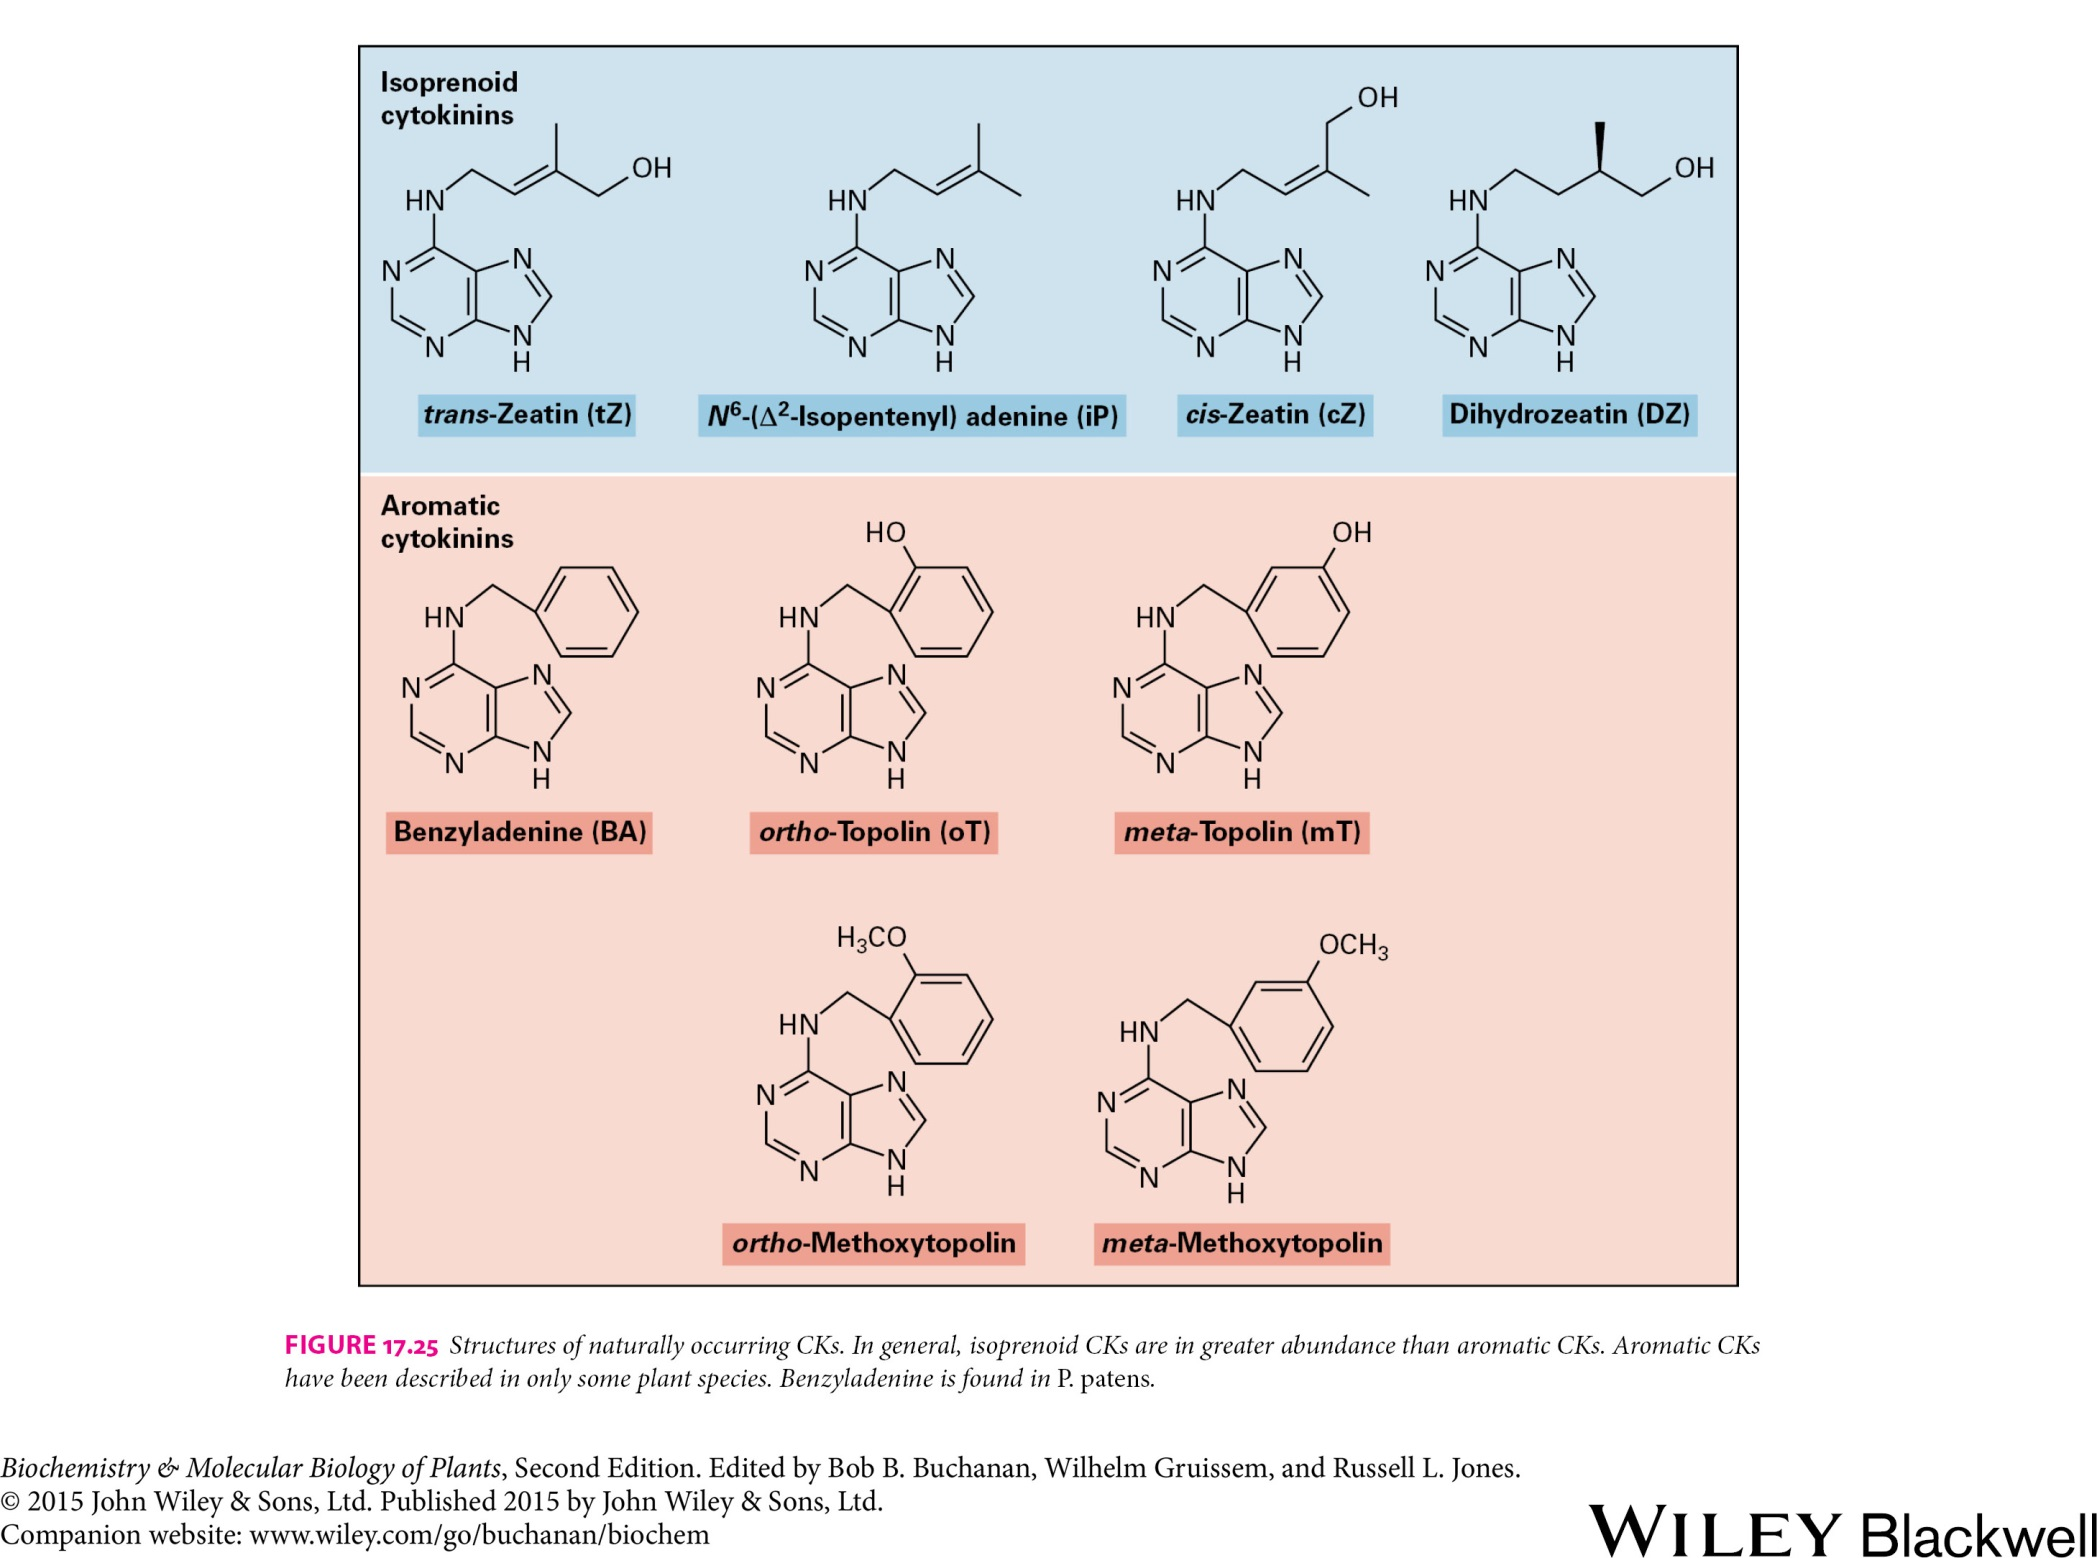 Isoprenoid
cytokinins
OH
HN
N
N
N
N
H
trans-Zeatin (tZ)
HN
N
N
N
N
H
N⁶-(Δ²-Isopentenyl) adenine (iP)
OH
HN
N
N
N
N
H
cis-Zeatin (cZ)
OH
HN
N
N
N
N
H
Dihydrozeatin (DZ)
Aromatic
cytokinins
HN
N
N
N
N
H
Benzyladenine (BA)
HO
HN
N
N
N
N
H
ortho-Topolin (oT)
OH
HN
N
N
N
N
H
meta-Topolin (mT)
H₃CO
HN
N
N
N
N
H
ortho-Methoxytopolin
OCH₃
HN
N
N
N
N
H
meta-Methoxytopolin
FIGURE 17.25 Structures of naturally occurring CKs. In general, isoprenoid CKs are in greater abundance than aromatic CKs. Aromatic CKs
have been described in only some plant species. Benzyladenine is found in P. patens.
Biochemistry & Molecular Biology of Plants, Second Edition. Edited by Bob B. Buchanan, Wilhelm Gruissem, and Russell L. Jones.
© 2015 John Wiley & Sons, Ltd. Published 2015 by John Wiley & Sons, Ltd.
Companion website: www.wiley.com/go/buchanan/biochem
WILEY Blackwell